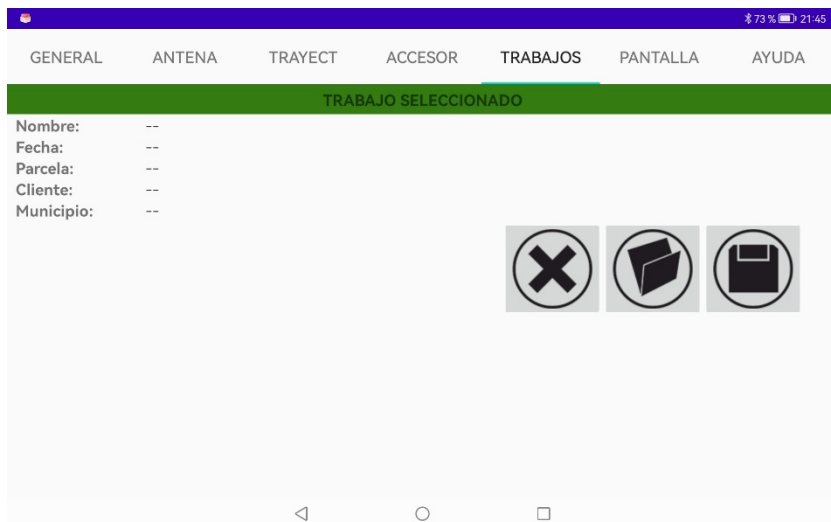 73 % 21:45
GENERAL ANTENA TRAYECT ACCESOR TRABAJOS PANTALLA AYUDA
TRABAJO SELECCIONADO
Nombre: --
Fecha: --
Parcela: --
Cliente: --
Municipio: --